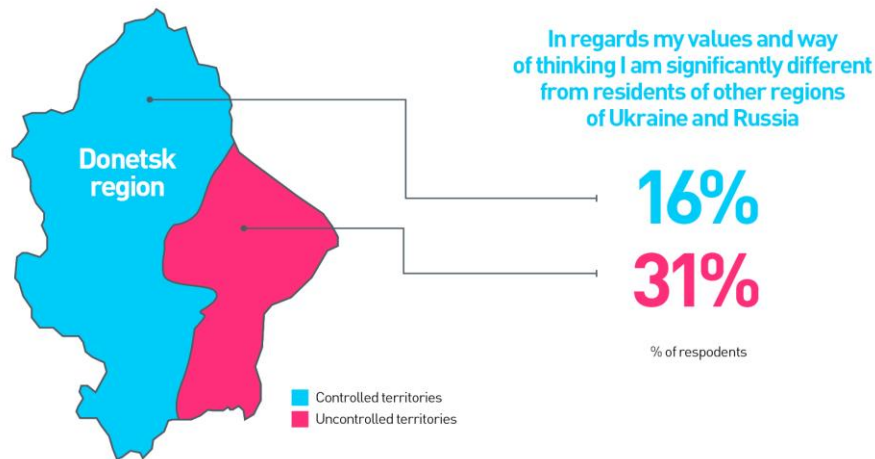 In regards my values and way
of thinking I am significantly different
from residents of other regions
of Ukraine and Russia
Donetsk
region
16%
31%
% of respodents
Controlled territories
Uncontrolled territories